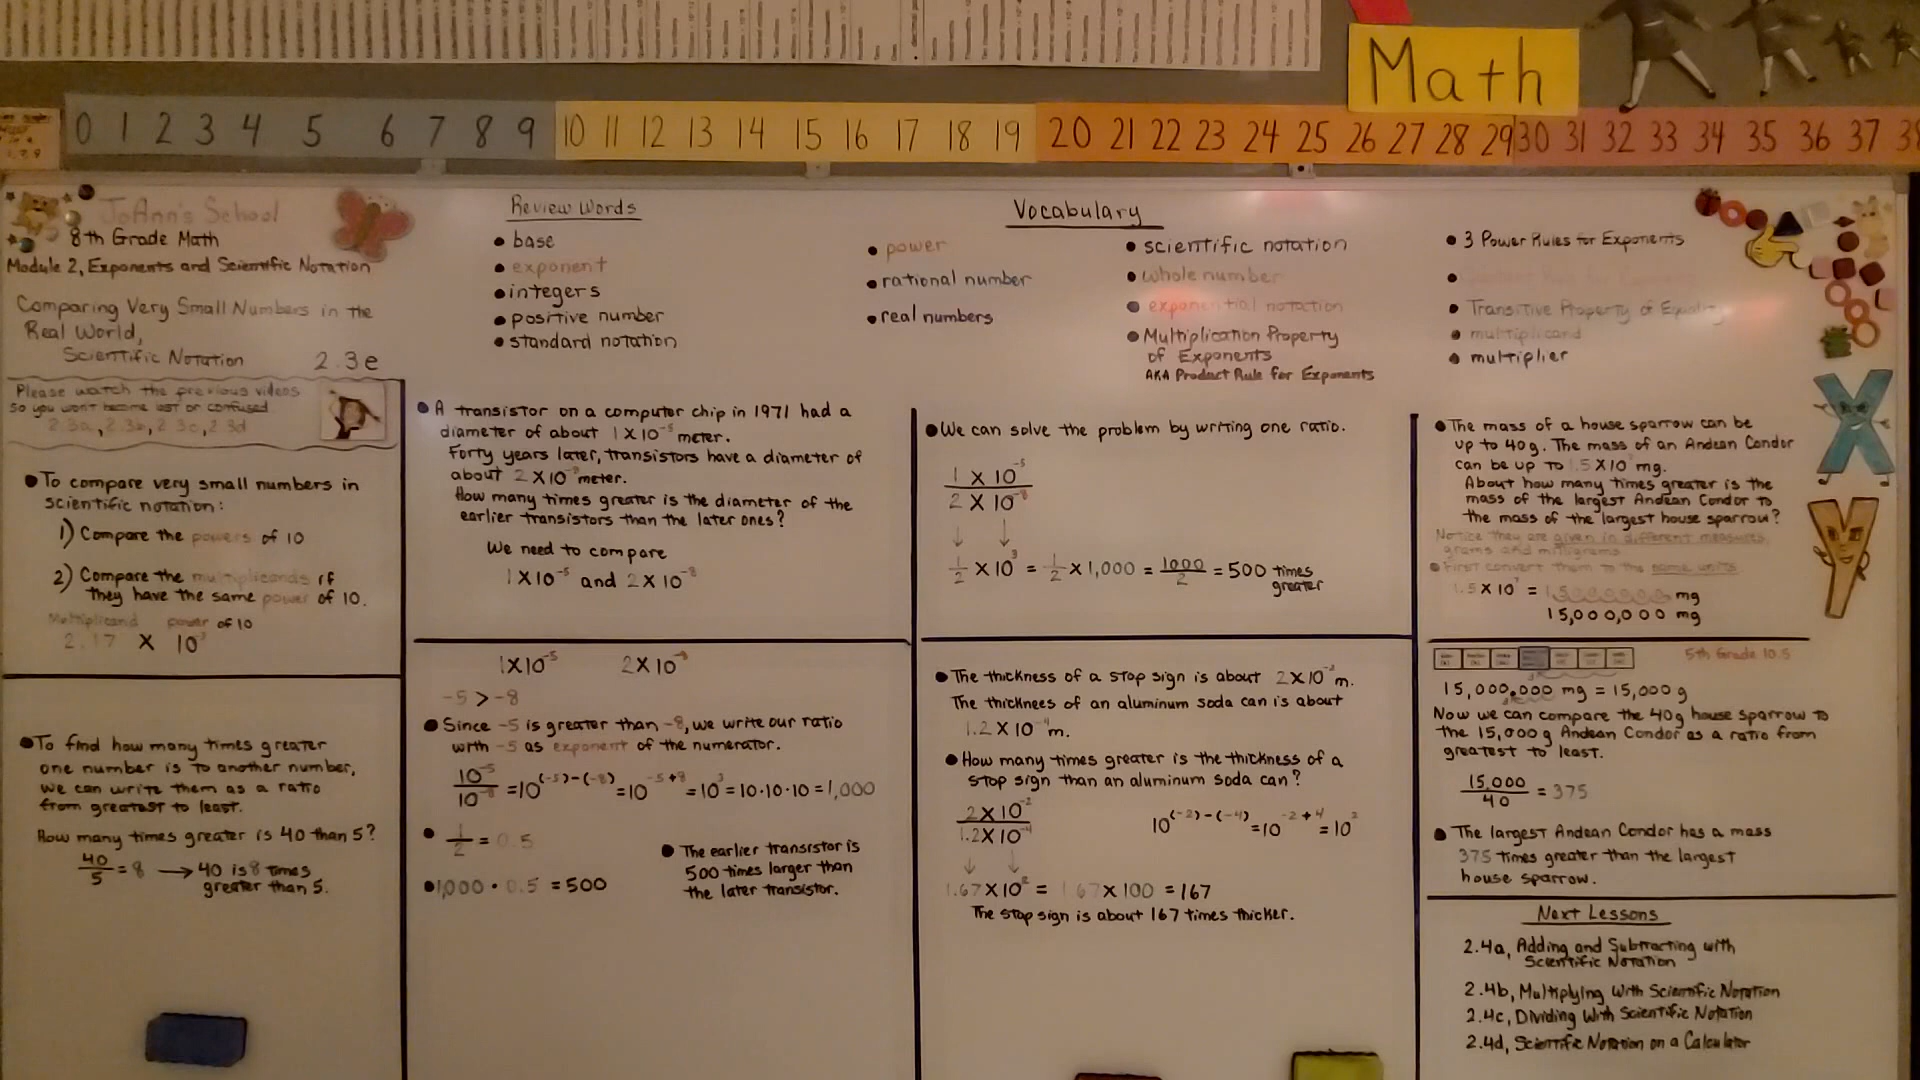 Math
0 1 2 3 4 5 6 7 8 9 10 11 12 13 14 15 16 17 18 19 20 21 22 23 24 25 26 27 28 29 30 31 32 33 34 35 36 37 38
JoAnn's School
8th Grade Math
Module 2, Exponents and Scientific Notation
Comparing Very Small Numbers in the
Real World,
Scientific Notation 2.3e
Review Words
• base
• exponent
• integers
• positive number
• standard notation
• power
• rational number
• real numbers
Vocabulary
• scientific notation
• whole number
• exponential notation
• Multiplication Property
of Exponents
AKA Product Rule for Exponents
• 3 Power Rules for Exponents
• Transitive Property of Equality
• multiplicand
• multiplier
Please watch the previous videos
so you won't become lost or confused.
2.3a, 2.3b, 2.3c, 2.3d
• To compare very small numbers in
scientific notation:
1) Compare the powers of 10
2) Compare the multiplicands if
they have the same power of 10.
Multiplicand power of 10
2.17 X 10
• To find how many times greater
one number is to another number,
we can write them as a ratio
from greatest to least.
How many times greater is 40 than 5?
40/5 = 8 → 40 is 8 times
greater than 5.
• A transistor on a computer chip in 1971 had a
diameter of about 1 X 10⁻⁵ meter.
Forty years later, transistors have a diameter of
about 2 X 10⁻⁸ meter.
How many times greater is the diameter of the
earlier transistors than the later ones?
We need to compare
1 X 10⁻⁵ and 2 X 10⁻⁸
1X10⁻⁵ 2X10⁻⁸
-5 > -8
• Since -5 is greater than -8, we write our ratio
with -5 as exponent of the numerator.
10⁻⁵/10⁻⁸ = 10⁽⁻⁵⁾⁻⁽⁻⁸⁾ = 10⁻⁵⁺⁸ = 10³ = 10·10·10 = 1,000
• 1/2 = 0.5
• 1,000 · 0.5 = 500
• The earlier transistor is
500 times larger than
the later transistor.
• We can solve the problem by writing one ratio.
1 X 10⁻⁵
2 X 10⁻⁸
↓ ↓
1/2 X 10³ = 1/2 X 1,000 = 1000/2 = 500 times
greater
• The thickness of a stop sign is about 2X10⁻² m.
The thicknees of an aluminum soda can is about
1.2 X 10⁻⁴ m.
• How many times greater is the thickness of a
stop sign than an aluminum soda can?
2 X 10⁻²
1.2 X 10⁻⁴
10⁽⁻²⁾⁻⁽⁻⁴⁾ = 10⁻²⁺⁴ = 10²
↓ ↓
1.67 X 10² = 1.67 X 100 = 167
The stop sign is about 167 times thicker.
• The mass of a house sparrow can be
up to 40g. The mass of an Andean Condor
can be up to 1.5 X 10⁷ mg.
About how many times greater is the
mass of the largest Andean Condor to
the mass of the largest house sparrow?
Notice they are given in different measures,
grams and milligrams.
• First convert them to the same units.
1.5 X 10⁷ = 15000000 mg
15,000,000 mg
5th Grade 10.5
15,000,000 mg = 15,000 g
Now we can compare the 40g house sparrow to
the 15,000 g Andean Condor as a ratio from
greatest to least.
15,000/40 = 375
• The largest Andean Condor has a mass
375 times greater than the largest
house sparrow.
Next Lessons
2.4a, Adding and Subtracting with
Scientific Notation
2.4b, Multiplying With Scientific Notation
2.4c, Dividing With Scientific Notation
2.4d, Scientific Notation on a Calculator